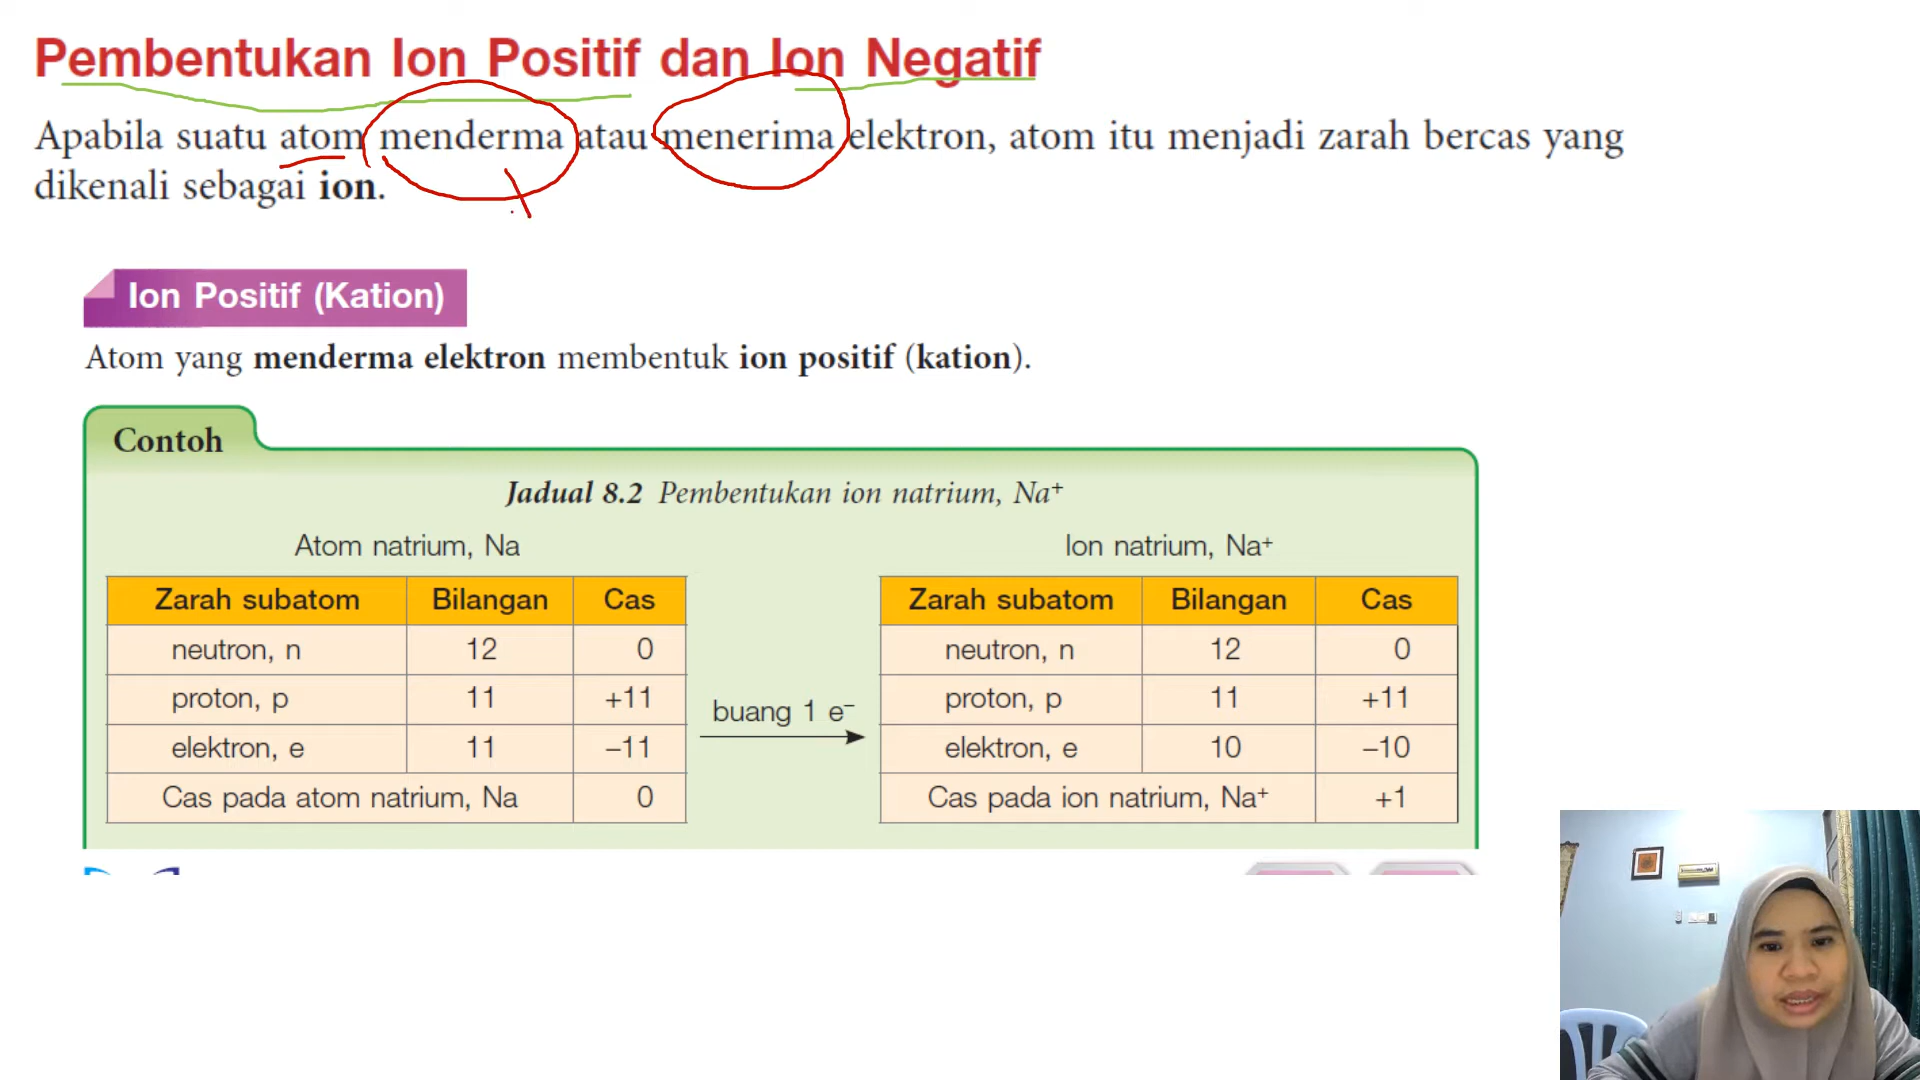 Pembentukan Ion Positif dan Ion Negatif
Apabila suatu atom menderma atau menerima elektron, atom itu menjadi zarah bercas yang
dikenali sebagai ion.
Ion Positif (Kation)
Atom yang menderma elektron membentuk ion positif (kation).
Contoh
Jadual 8.2 Pembentukan ion natrium, Na⁺
Atom natrium, Na
Zarah subatom Bilangan Cas
neutron, n 12 0
proton, p 11 +11
elektron, e 11 –11
Cas pada atom natrium, Na 0
buang 1 e⁻
Ion natrium, Na⁺
Zarah subatom Bilangan Cas
neutron, n 12 0
proton, p 11 +11
elektron, e 10 –10
Cas pada ion natrium, Na⁺ +1